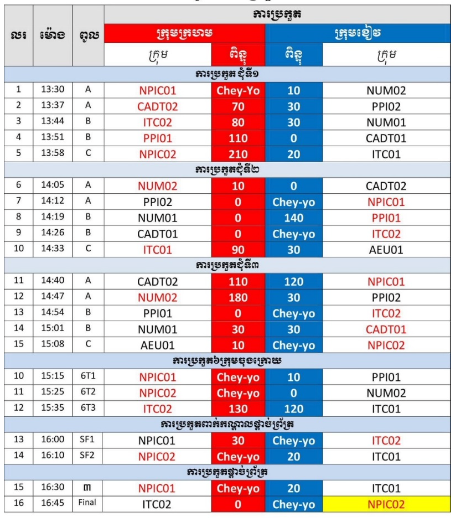 ការប្រកួត
លរ ម៉ោង ពូល ក្រុមក្រហម ក្រុមខៀវ
ក្រុម ពិន្ទុ ពិន្ទុ ក្រុម
ការប្រកួតជុំទី១
1 13:30 A NPIC01 Chey-Yo 10 NUM02
2 13:37 A CADT02 70 30 PPI02
3 13:44 B ITC02 80 30 NUM01
4 13:51 B PPI01 110 0 CADT01
5 13:58 C NPIC02 210 20 ITC01
ការប្រកួតជុំទី២
6 14:05 A NUM02 10 0 CADT02
7 14:12 A PPI02 0 Chey-yo NPIC01
8 14:19 B NUM01 0 140 PPI01
9 14:26 B CADT01 0 Chey-yo ITC02
10 14:33 C ITC01 90 30 AEU01
ការប្រកួតជុំទី៣
11 14:40 A CADT02 110 120 NPIC01
12 14:47 A NUM02 180 30 PPI02
13 14:54 B PPI01 0 Chey-yo ITC02
14 15:01 B NUM01 30 30 CADT01
15 15:08 C AEU01 10 Chey-yo NPIC02
ការប្រកួត៦ក្រុមចុងក្រោយ
10 15:15 6T1 NPIC01 Chey-yo 10 PPI01
11 15:25 6T2 NPIC02 Chey-yo 0 NUM02
12 15:35 6T3 ITC02 130 120 ITC01
ការប្រកួតពាក់កណ្តាលផ្តាច់ព្រ័ត្រ
13 16:00 SF1 NPIC01 30 Chey-yo ITC02
14 16:10 SF2 NPIC02 Chey-yo 20 ITC01
ការប្រកួតផ្តាច់ព្រ័ត្រ
15 16:30 ៣ NPIC01 Chey-yo 20 ITC01
16 16:45 Final ITC02 0 Chey-yo NPIC02